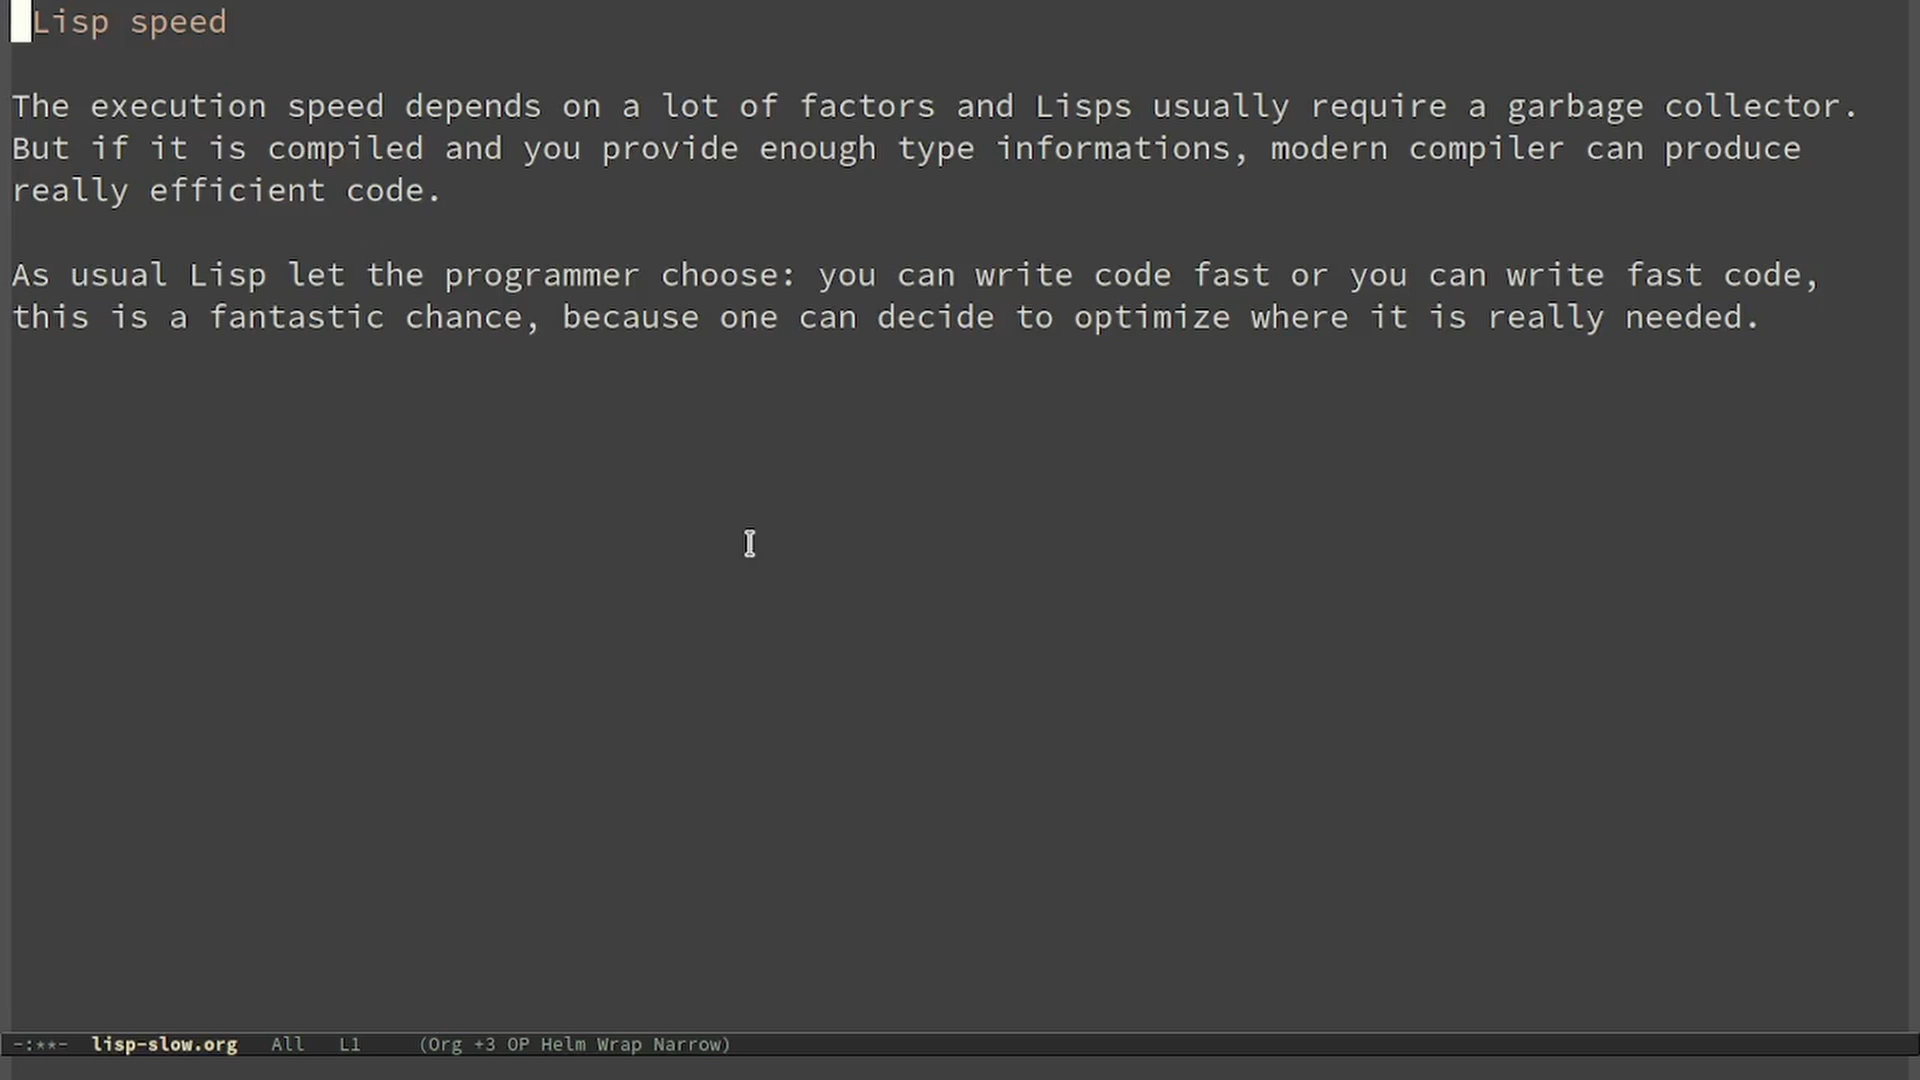 Lisp speed
The execution speed depends on a lot of factors and Lisps usually require a garbage collector.
But if it is compiled and you provide enough type informations, modern compiler can produce
really efficient code.
As usual Lisp let the programmer choose: you can write code fast or you can write fast code,
this is a fantastic chance, because one can decide to optimize where it is really needed.
-:**-  lisp-slow.org   All   L1     (Org +3 OP Helm Wrap Narrow)